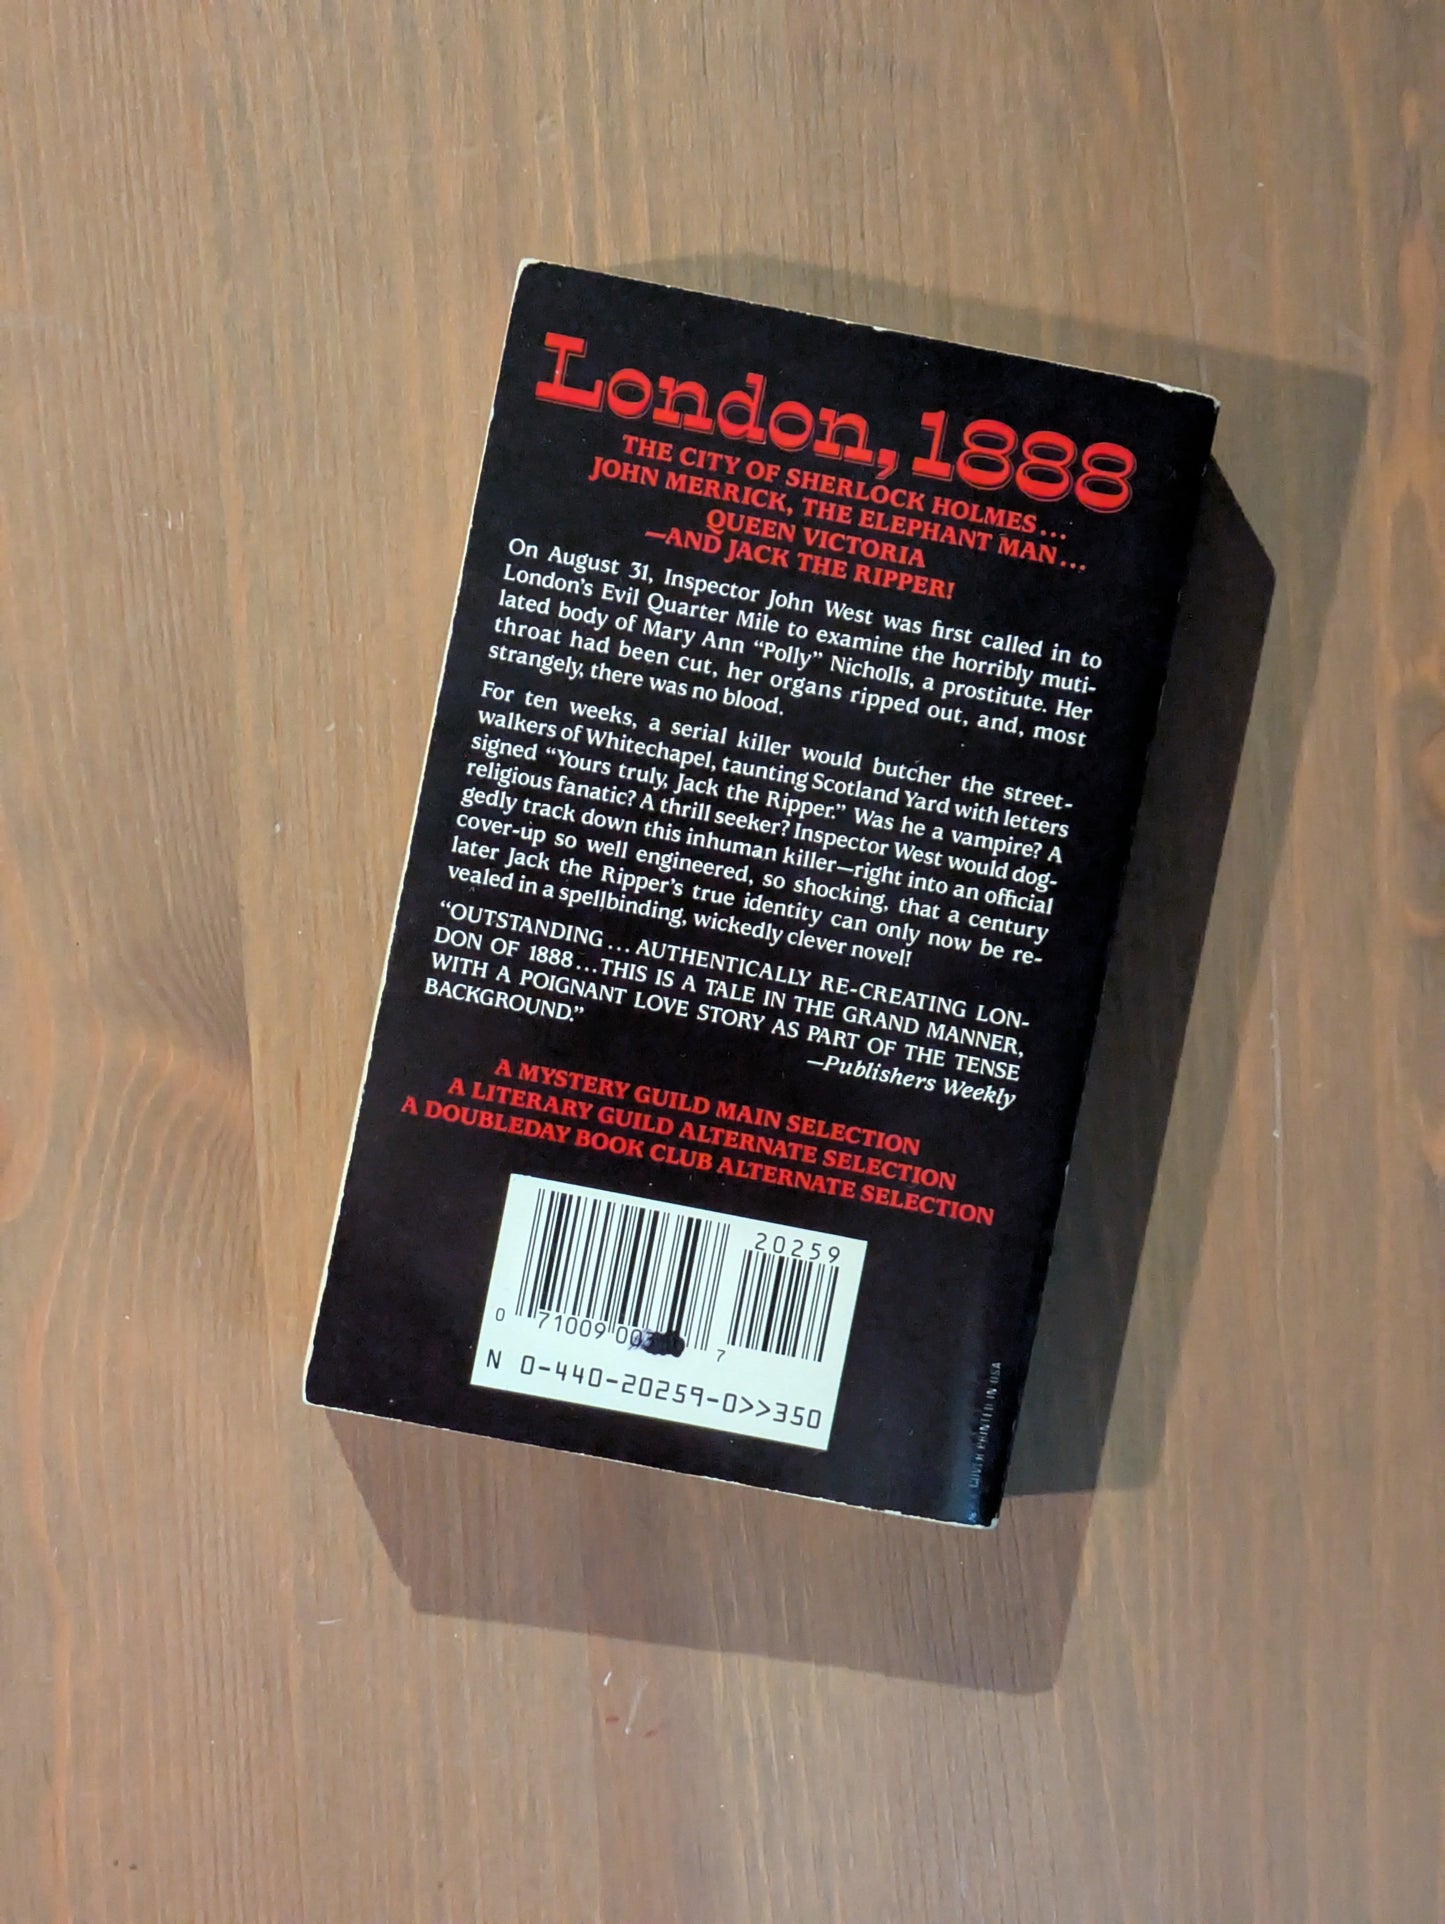 London, 1888
THE CITY OF SHERLOCK HOLMES...
JOHN MERRICK, THE ELEPHANT MAN...
QUEEN VICTORIA
—AND JACK THE RIPPER!
On August 31, Inspector John West was first called in to
London's Evil Quarter Mile to examine the horribly muti-
lated body of Mary Ann "Polly" Nicholls, a prostitute. Her
throat had been cut, her organs ripped out, and, most
strangely, there was no blood.
For ten weeks, a serial killer would butcher the street-
walkers of Whitechapel, taunting Scotland Yard with letters
signed "Yours truly, Jack the Ripper." Was he a vampire? A
religious fanatic? A thrill seeker? Inspector West would dog-
gedly track down this inhuman killer—right into an official
cover-up so well engineered, so shocking, that a century
later Jack the Ripper's true identity can only now be re-
vealed in a spellbinding, wickedly clever novel!
"OUTSTANDING... AUTHENTICALLY RE-CREATING LON-
DON OF 1888...THIS IS A TALE IN THE GRAND MANNER,
WITH A POIGNANT LOVE STORY AS PART OF THE TENSE
BACKGROUND."
—Publishers Weekly
A MYSTERY GUILD MAIN SELECTION
A LITERARY GUILD ALTERNATE SELECTION
A DOUBLEDAY BOOK CLUB ALTERNATE SELECTION
20259
0 71009 00 7
N 0-440-20259-0>>350
COVER PRINTED IN USA